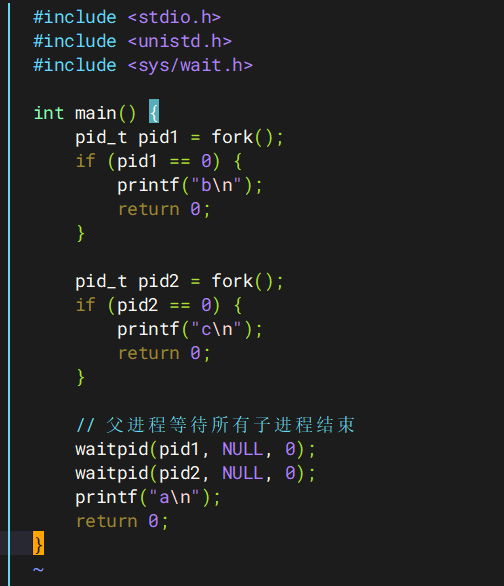 #include <stdio.h>
#include <unistd.h>
#include <sys/wait.h>

int main() {
    pid_t pid1 = fork();
    if (pid1 == 0) {
        printf("b\n");
        return 0;
    }

    pid_t pid2 = fork();
    if (pid2 == 0) {
        printf("c\n");
        return 0;
    }

    // 父进程等待所有子进程结束
    waitpid(pid1, NULL, 0);
    waitpid(pid2, NULL, 0);
    printf("a\n");
    return 0;
}
~